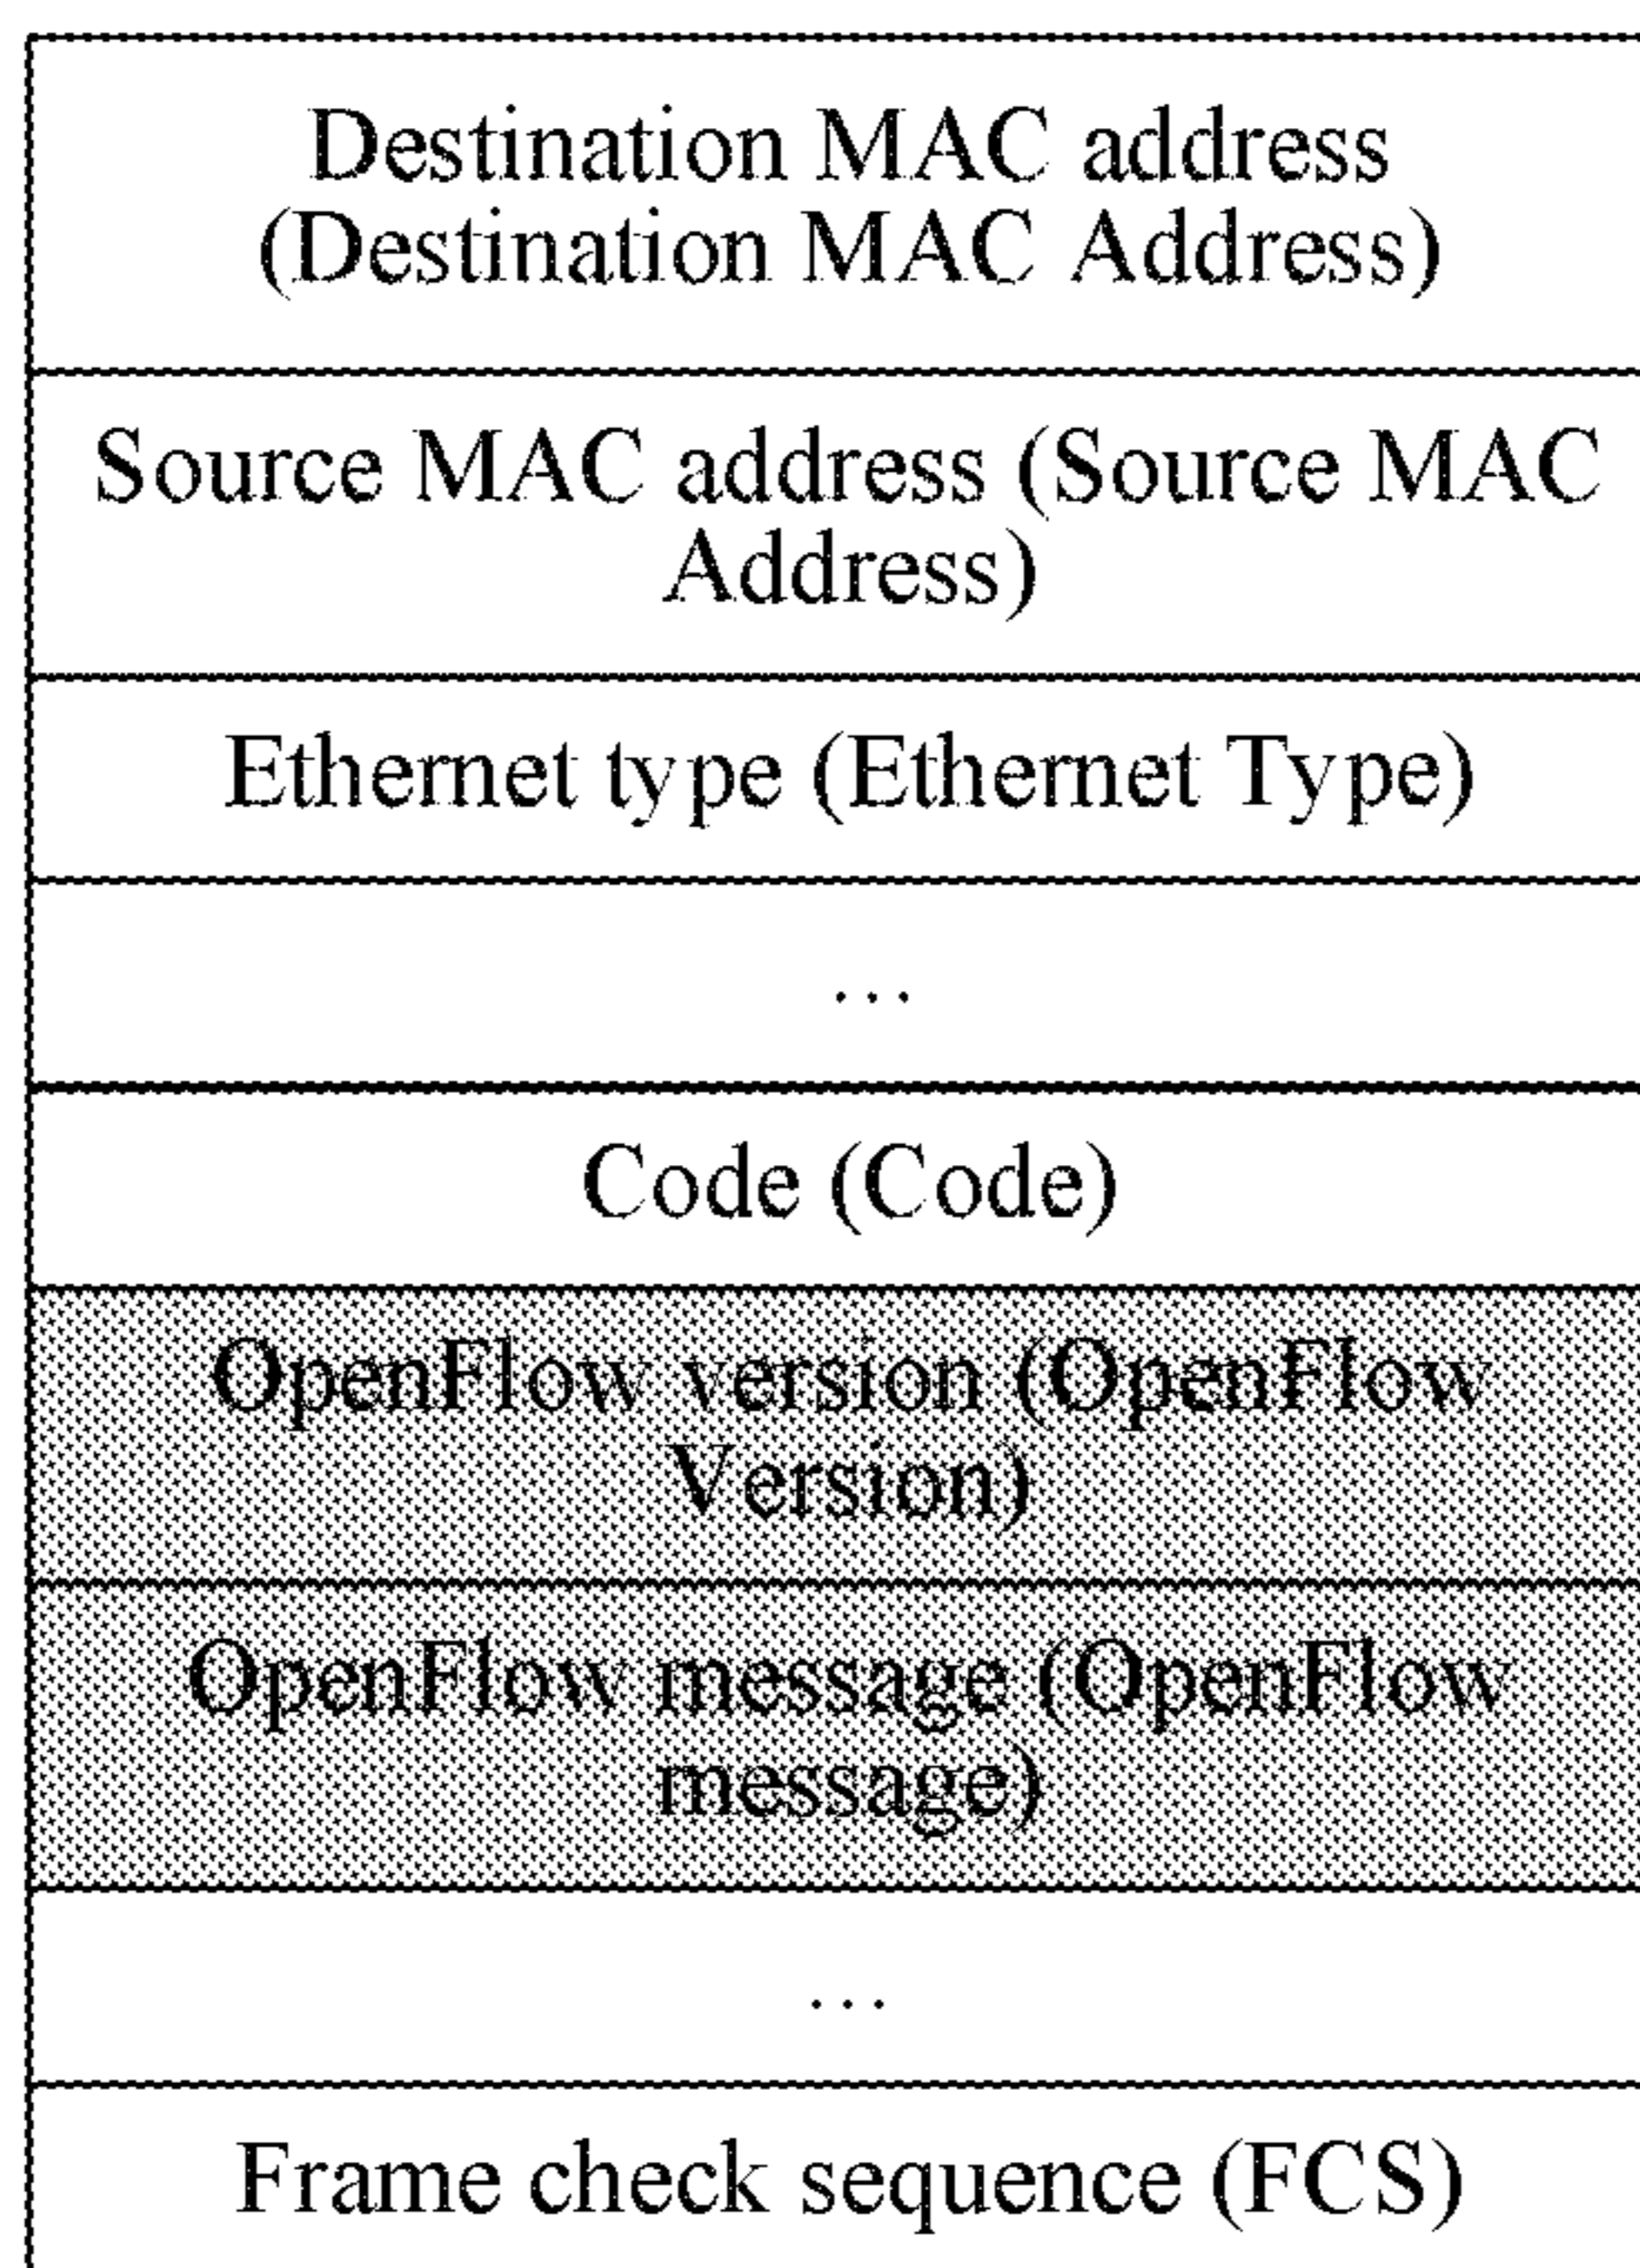 Destination MAC address
(Destination MAC Address)
Source MAC address (Source MAC
Address)
Ethernet type (Ethernet Type)
...
Code (Code)
OpenFlow version (OpenFlow
Version)
OpenFlow message (OpenFlow
message)
...
Frame check sequence (FCS)